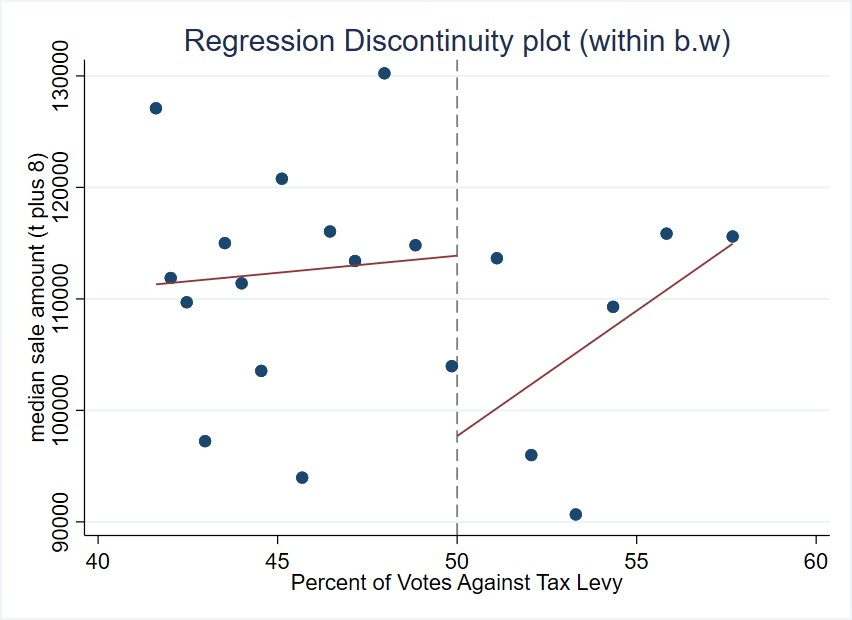 Regression Discontinuity plot (within b.w)
median sale amount (t plus 8)
130000
120000
110000
100000
90000
40 45 50 55 60
Percent of Votes Against Tax Levy